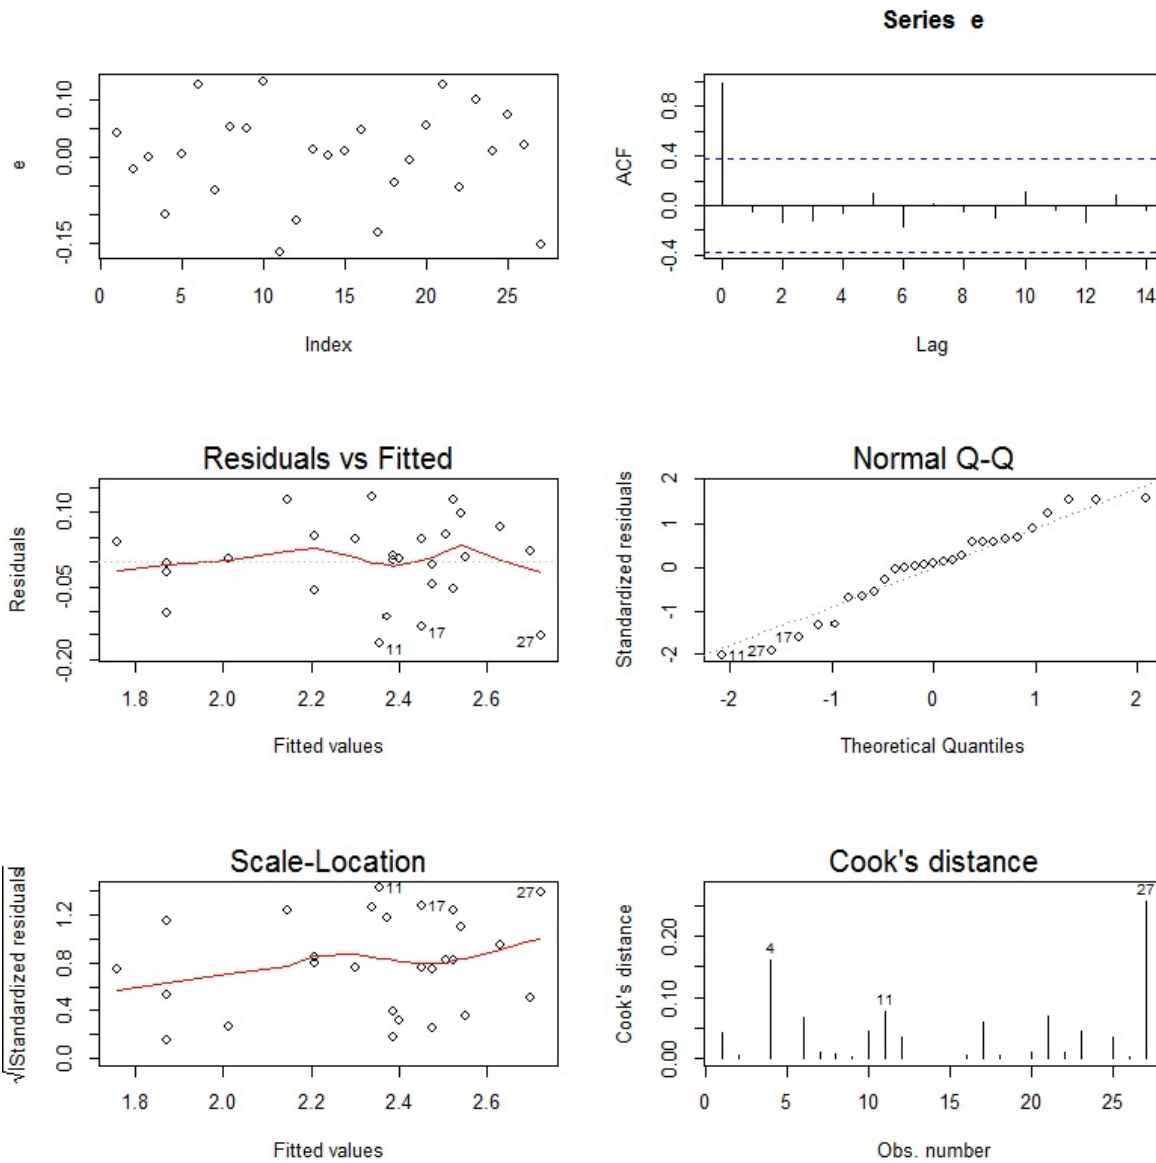 Series e
e
0.10
0.00
-0.15
0 5 10 15 20 25
Index
ACF
0.8
0.4
0.0
-0.4
0 2 4 6 8 10 12 14
Lag
Residuals vs Fitted
Residuals
0.10
-0.05
-0.20
11
17
27
1.8 2.0 2.2 2.4 2.6
Fitted values
Normal Q-Q
Standardized residuals
2
1
0
-1
-2
11
27
17
-2 -1 0 1 2
Theoretical Quantiles
Scale-Location
√|Standardized residuals|
1.2
0.8
0.4
0.0
11
17
27
1.8 2.0 2.2 2.4 2.6
Fitted values
Cook's distance
Cook's distance
0.20
0.10
0.00
4
11
27
0 5 10 15 20 25
Obs. number